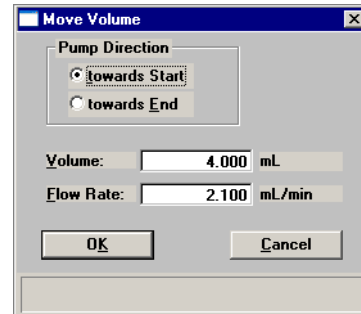 Move Volume
Pump Direction
towards Start
towards End
Volume: 4.000 mL
Flow Rate: 2.100 mL/min
OK Cancel